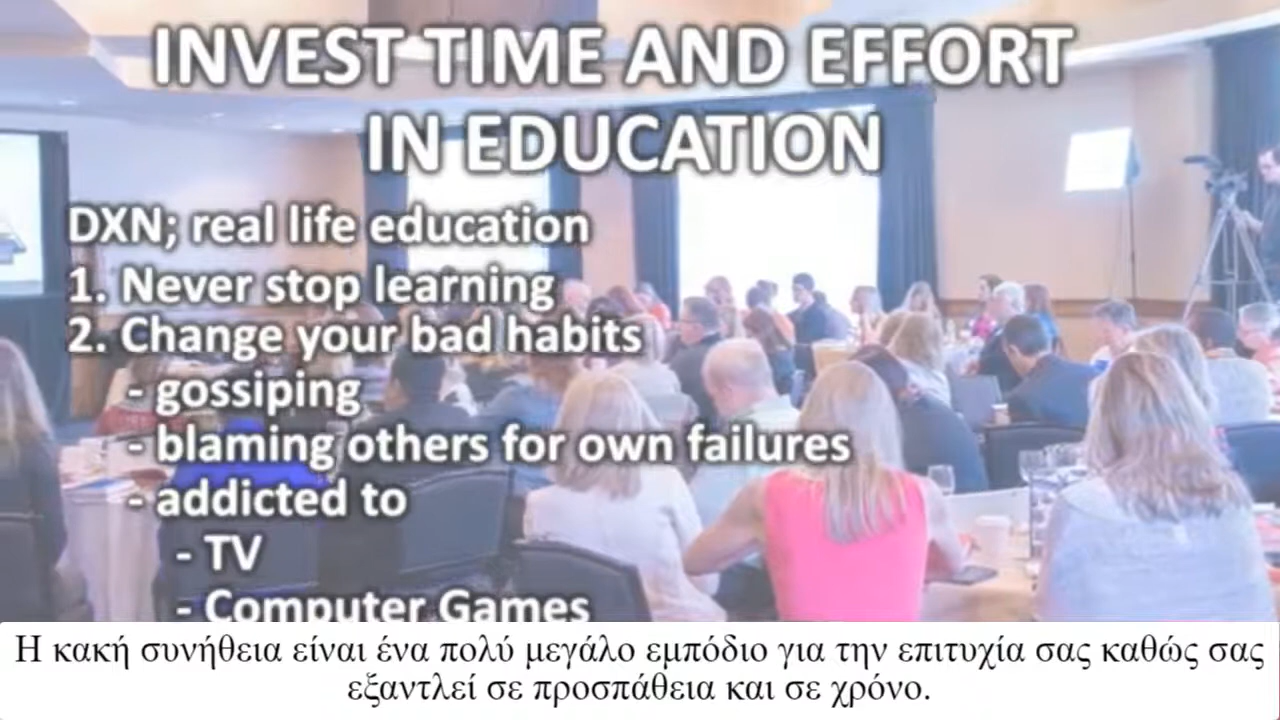 INVEST TIME AND EFFORT
IN EDUCATION
DXN; real life education
1. Never stop learning
2. Change your bad habits
- gossiping
- blaming others for own failures
- addicted to
- TV
- Computer Games
Η κακή συνήθεια είναι ένα πολύ μεγάλο εμπόδιο για την επιτυχία σας καθώς σας
εξαντλεί σε προσπάθεια και σε χρόνο.